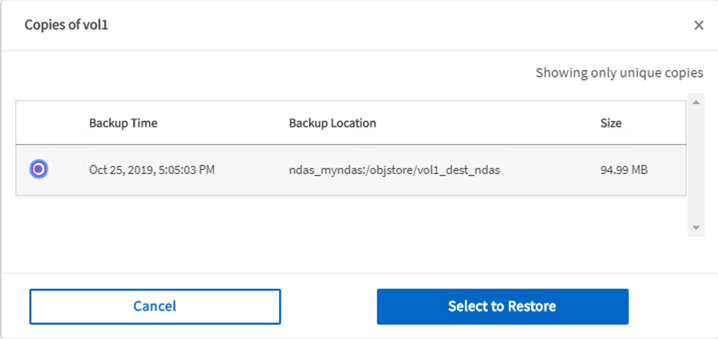 Copies of vol1
×
Showing only unique copies
Backup Time Backup Location Size
Oct 25, 2019, 5:05:03 PM ndas_myndas:/objstore/vol1_dest_ndas 94.99 MB
Cancel Select to Restore